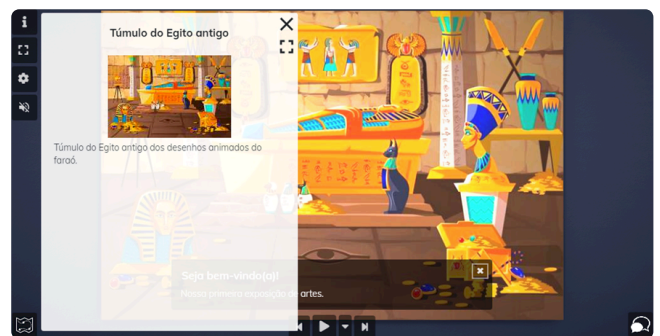 Túmulo do Egito antigo
Túmulo do Egito antigo dos desenhos animados do
faraó.
Seja bem-vindo(a)!
Nossa primeira exposição de artes.